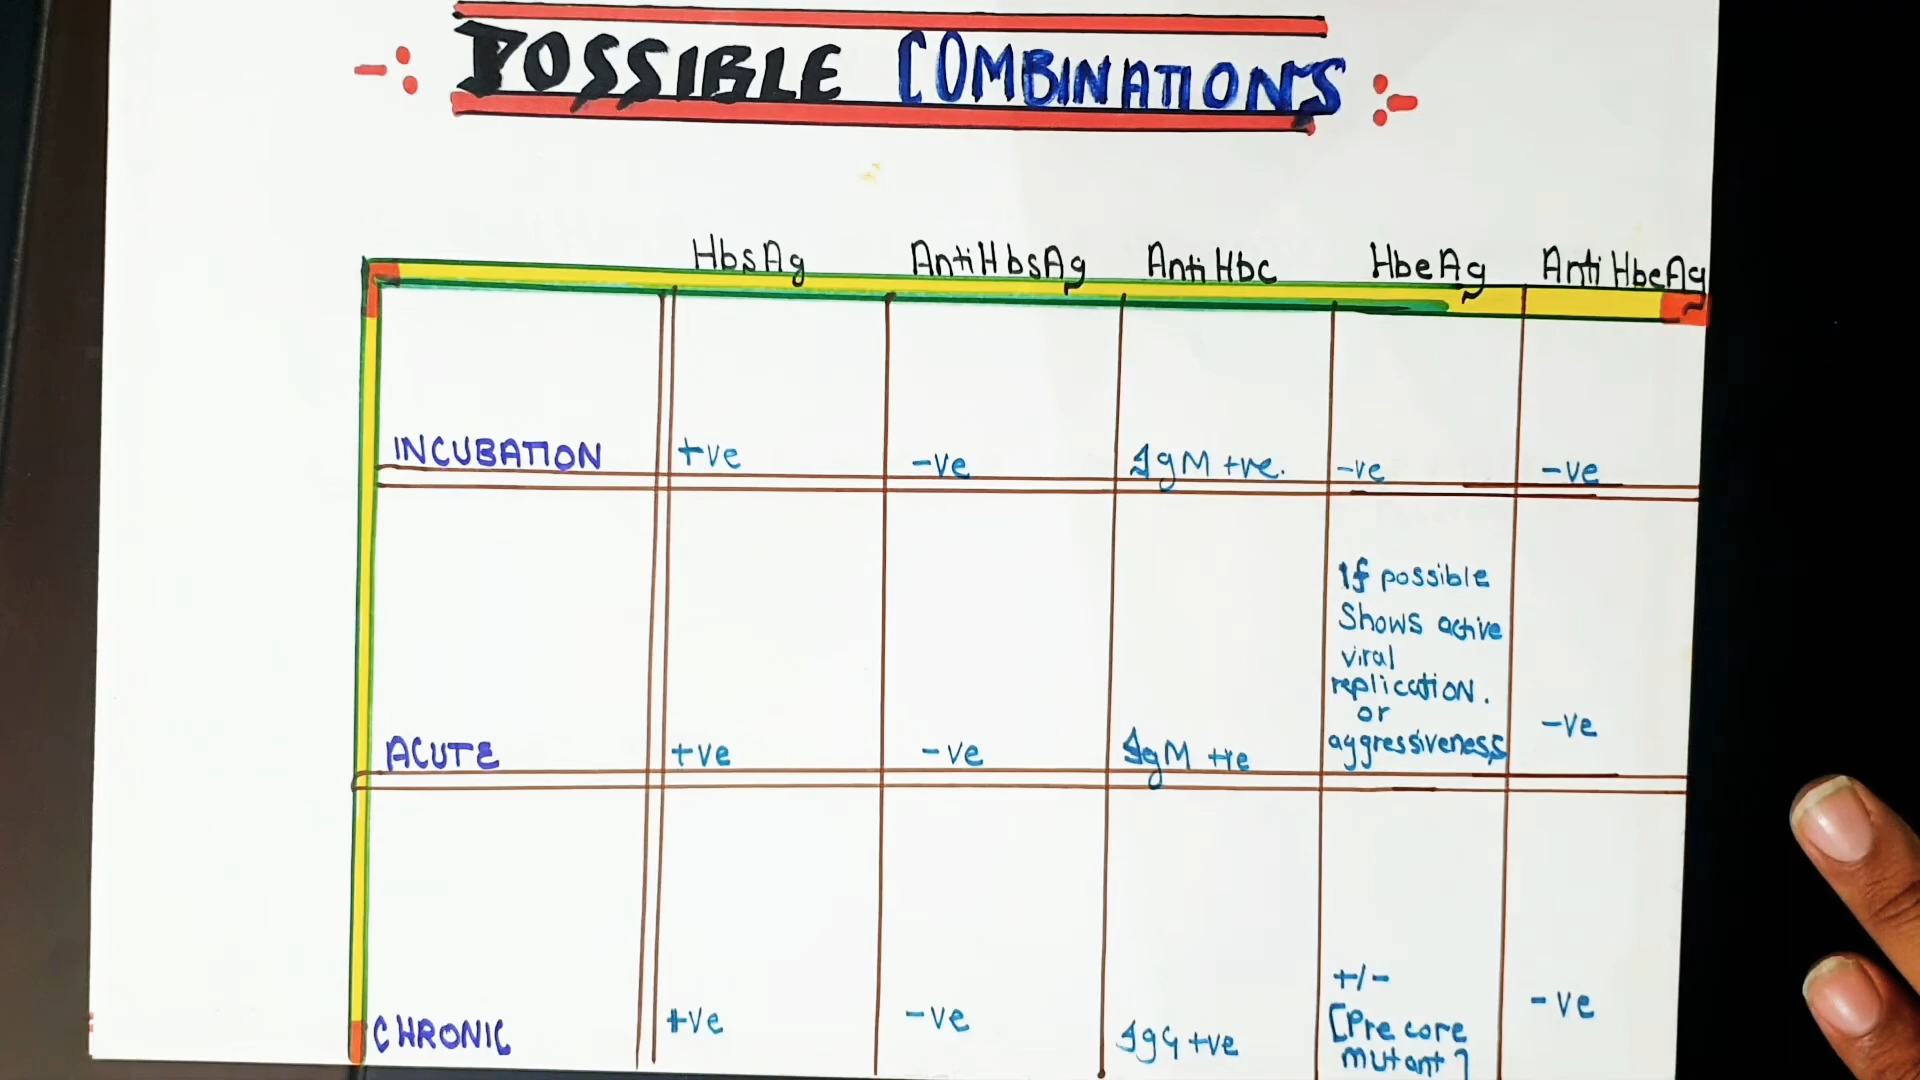 -: POSSIBLE COMBINATIONS :-
HbsAg AntiHbsAg Anti Hbc HbeAg Anti HbeAg
INCUBATION +ve -ve IgM +ve. -ve -ve
If possible
Shows active
viral
replication.
or
aggressiveness
ACUTE +ve -ve IgM +ve -ve
+/-
CHRONIC +ve -ve IgG +ve [Pre core -ve
mutant]